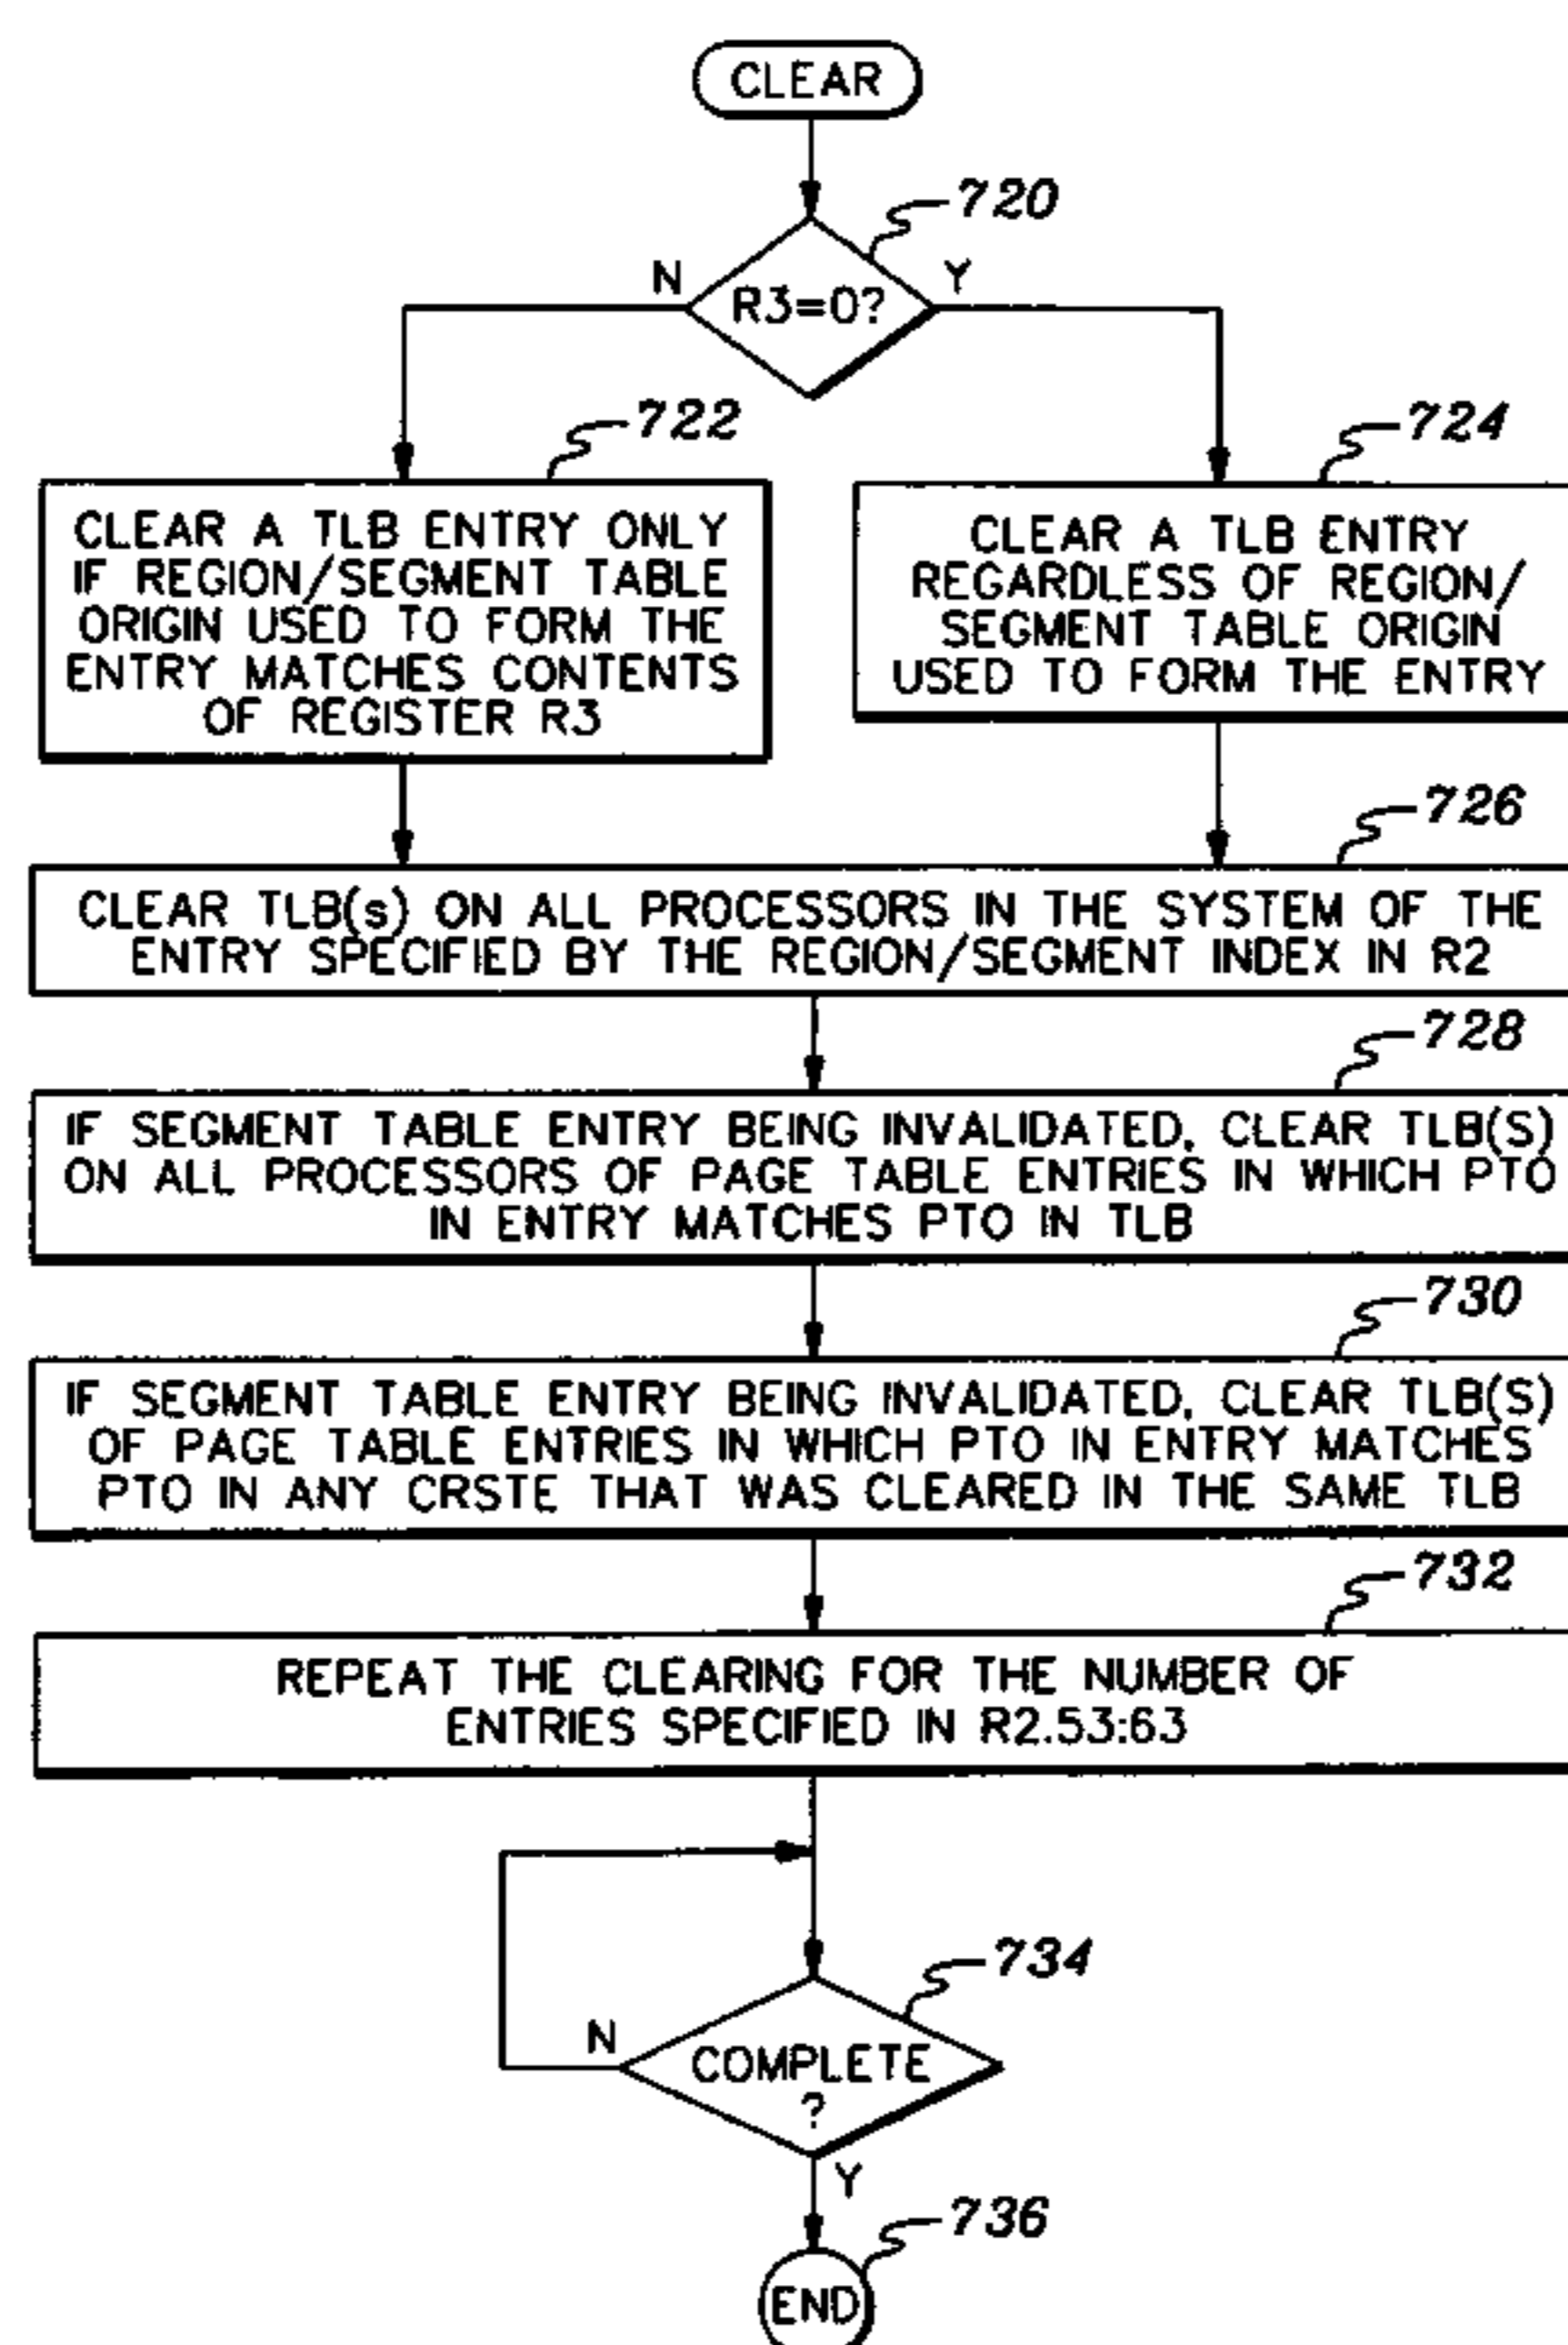 CLEAR
720
N
R3=0?
Y
722
724
CLEAR A TLB ENTRY ONLY
IF REGION/SEGMENT TABLE
ORIGIN USED TO FORM THE
ENTRY MATCHES CONTENTS
OF REGISTER R3
CLEAR A TLB ENTRY
REGARDLESS OF REGION/
SEGMENT TABLE ORIGIN
USED TO FORM THE ENTRY
726
CLEAR TLB(s) ON ALL PROCESSORS IN THE SYSTEM OF THE
ENTRY SPECIFIED BY THE REGION/SEGMENT INDEX IN R2
728
IF SEGMENT TABLE ENTRY BEING INVALIDATED, CLEAR TLB(S)
ON ALL PROCESSORS OF PAGE TABLE ENTRIES IN WHICH PTO
IN ENTRY MATCHES PTO IN TLB
730
IF SEGMENT TABLE ENTRY BEING INVALIDATED, CLEAR TLB(S)
OF PAGE TABLE ENTRIES IN WHICH PTO IN ENTRY MATCHES
PTO IN ANY CRSTE THAT WAS CLEARED IN THE SAME TLB
732
REPEAT THE CLEARING FOR THE NUMBER OF
ENTRIES SPECIFIED IN R2.53:63
734
N
COMPLETE
?
Y
736
END